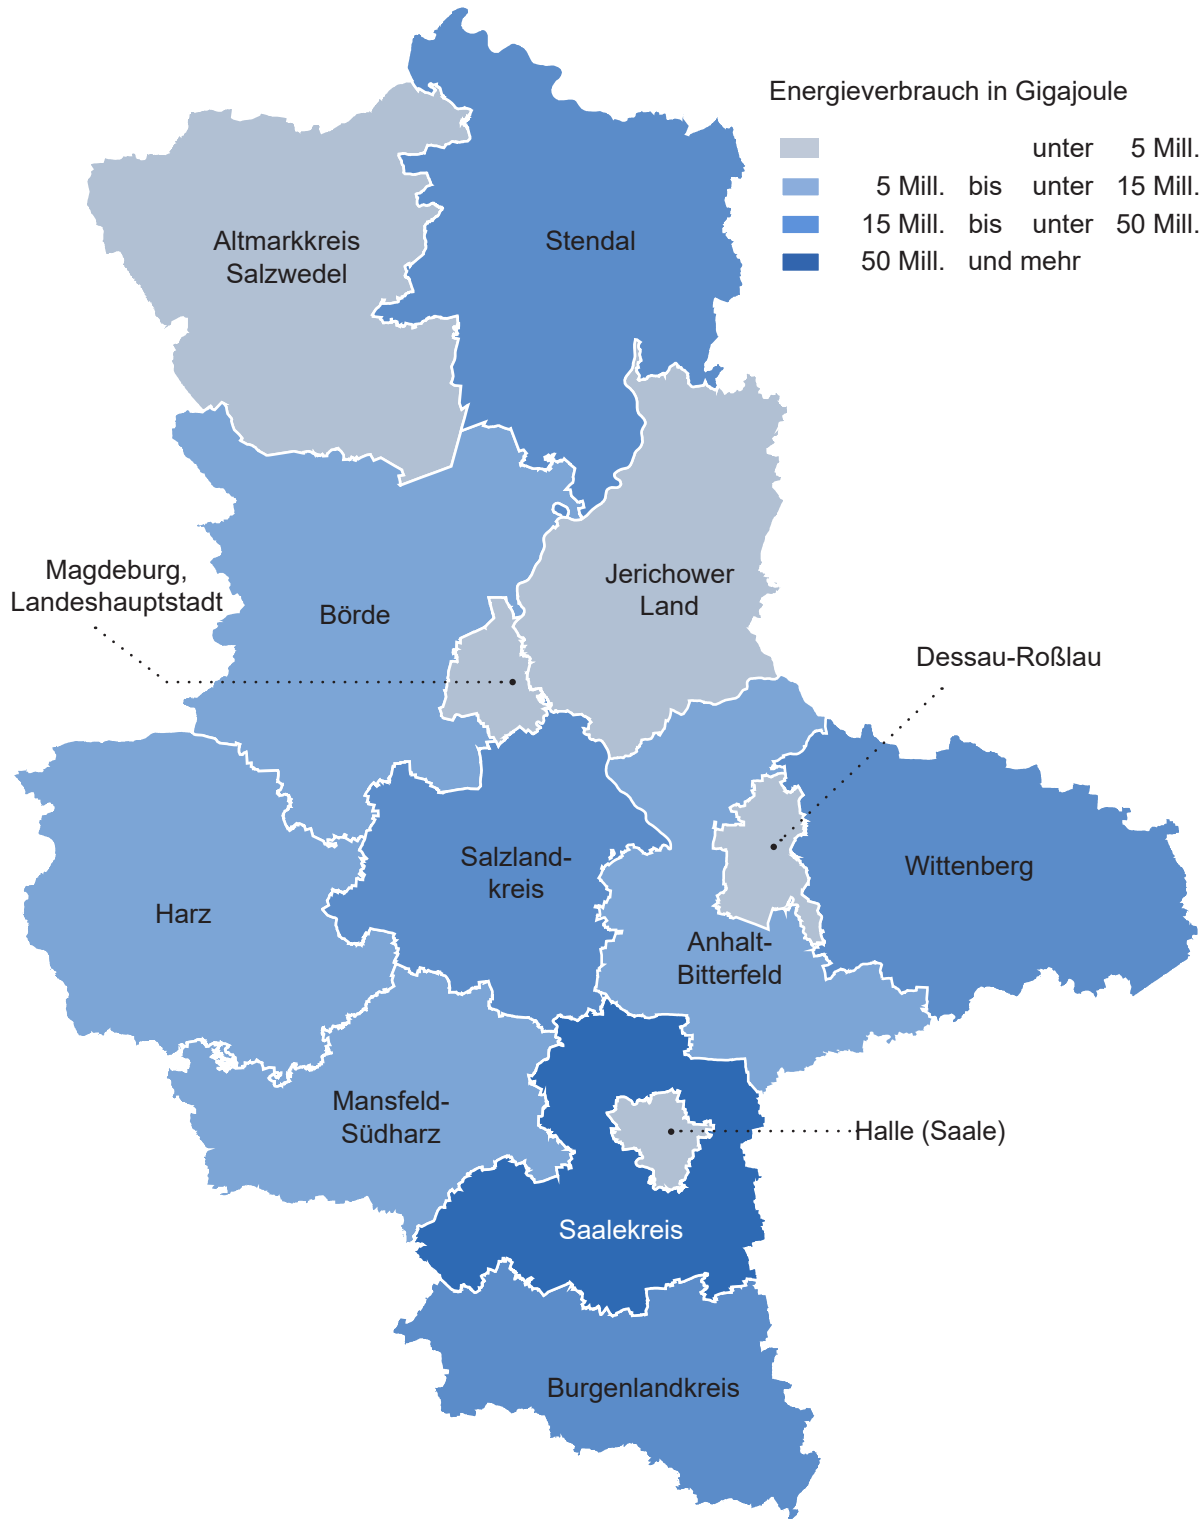 Energieverbrauch in Gigajoule
unter 5 Mill.
5 Mill. bis unter 15 Mill.
15 Mill. bis unter 50 Mill.
50 Mill. und mehr
Altmarkkreis
Salzwedel
Stendal
Magdeburg,
Landeshauptstadt
Börde
Jerichower
Land
Dessau-Roßlau
Salzland-
kreis
Wittenberg
Harz
Anhalt-
Bitterfeld
Mansfeld-
Südharz
Halle (Saale)
Saalekreis
Burgenlandkreis